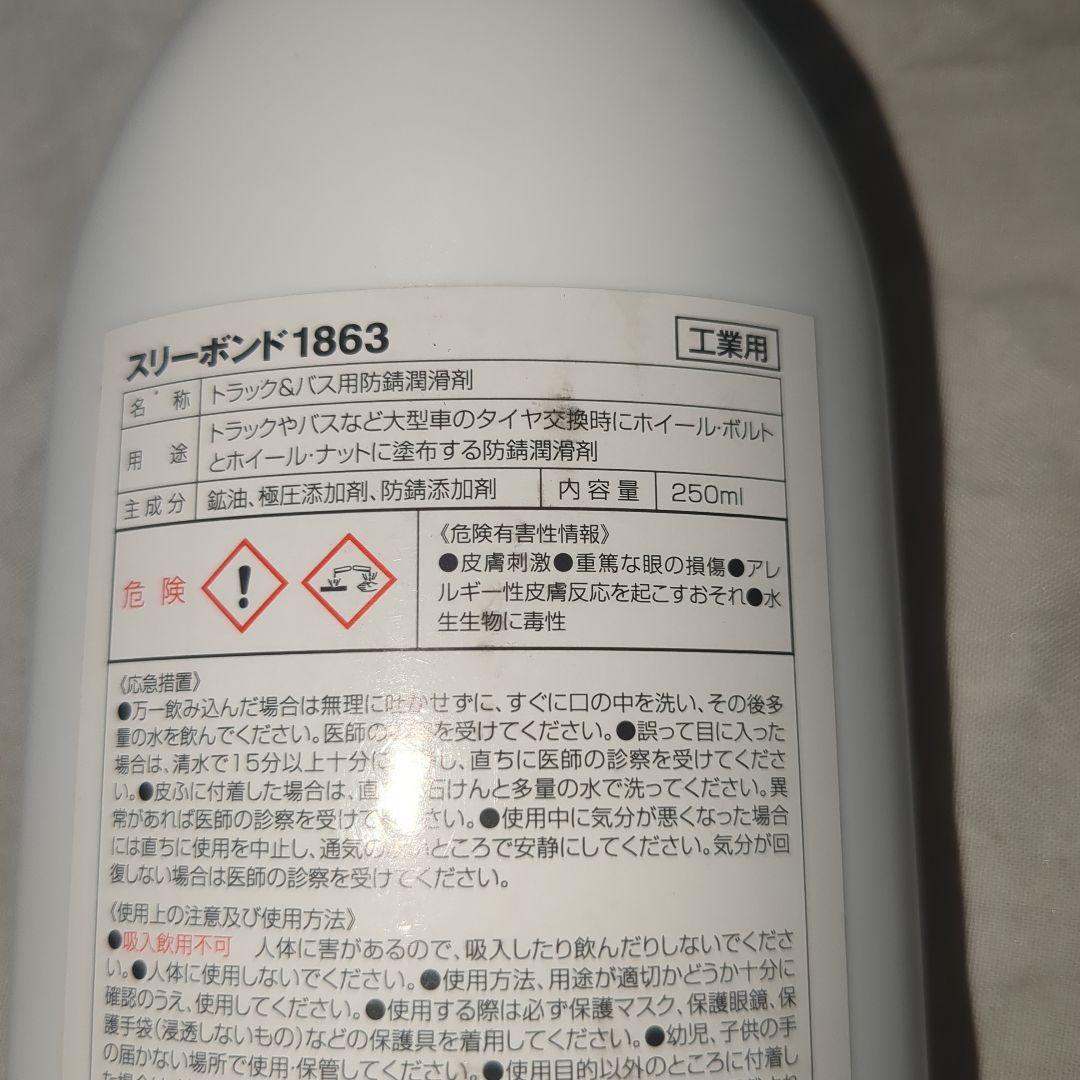 スリーボンド1863
工業用
名称 トラック&バス用防錆潤滑剤
用途 トラックやバスなど大型車のタイヤ交換時にホイール・ボルト
とホイール・ナットに塗布する防錆潤滑剤
主成分 鉱油、極圧添加剤、防錆添加剤 内容量 250ml
危険
《危険有害性情報》
●皮膚刺激●重篤な眼の損傷●アレ
ルギー性皮膚反応を起こすおそれ●水
生生物に毒性
《応急措置》
●万一飲み込んだ場合は無理に吐かせずに、すぐに口の中を洗い、その後多
量の水を飲んでください。医師の を受けてください。●誤って目に入った
場合は、清水で15分以上十分に し、直ちに医師の診察を受けてくださ
い。●皮ふに付着した場合は、直 石けんと多量の水で洗ってください。異
常があれば医師の診察を受け い。●使用中に気分が悪くなった場合
には直ちに使用を中止し、通気の ところで安静にしてください。気分が回
復しない場合は医師の診察を受けてください。
《使用上の注意及び使用方法》
●吸入飲用不可 人体に害があるので、吸入したり飲んだりしないでくださ
い。●人体に使用しないでください。●使用方法、用途が適切かどうか十分に
確認のうえ、使用してください。●使用する際は必ず保護マスク、保護眼鏡、保
護手袋(浸透しないもの)などの保護具を着用してください。●幼児、子供の手
の届かない場所で使用・保管してください。●使用目的以外のところに付着し